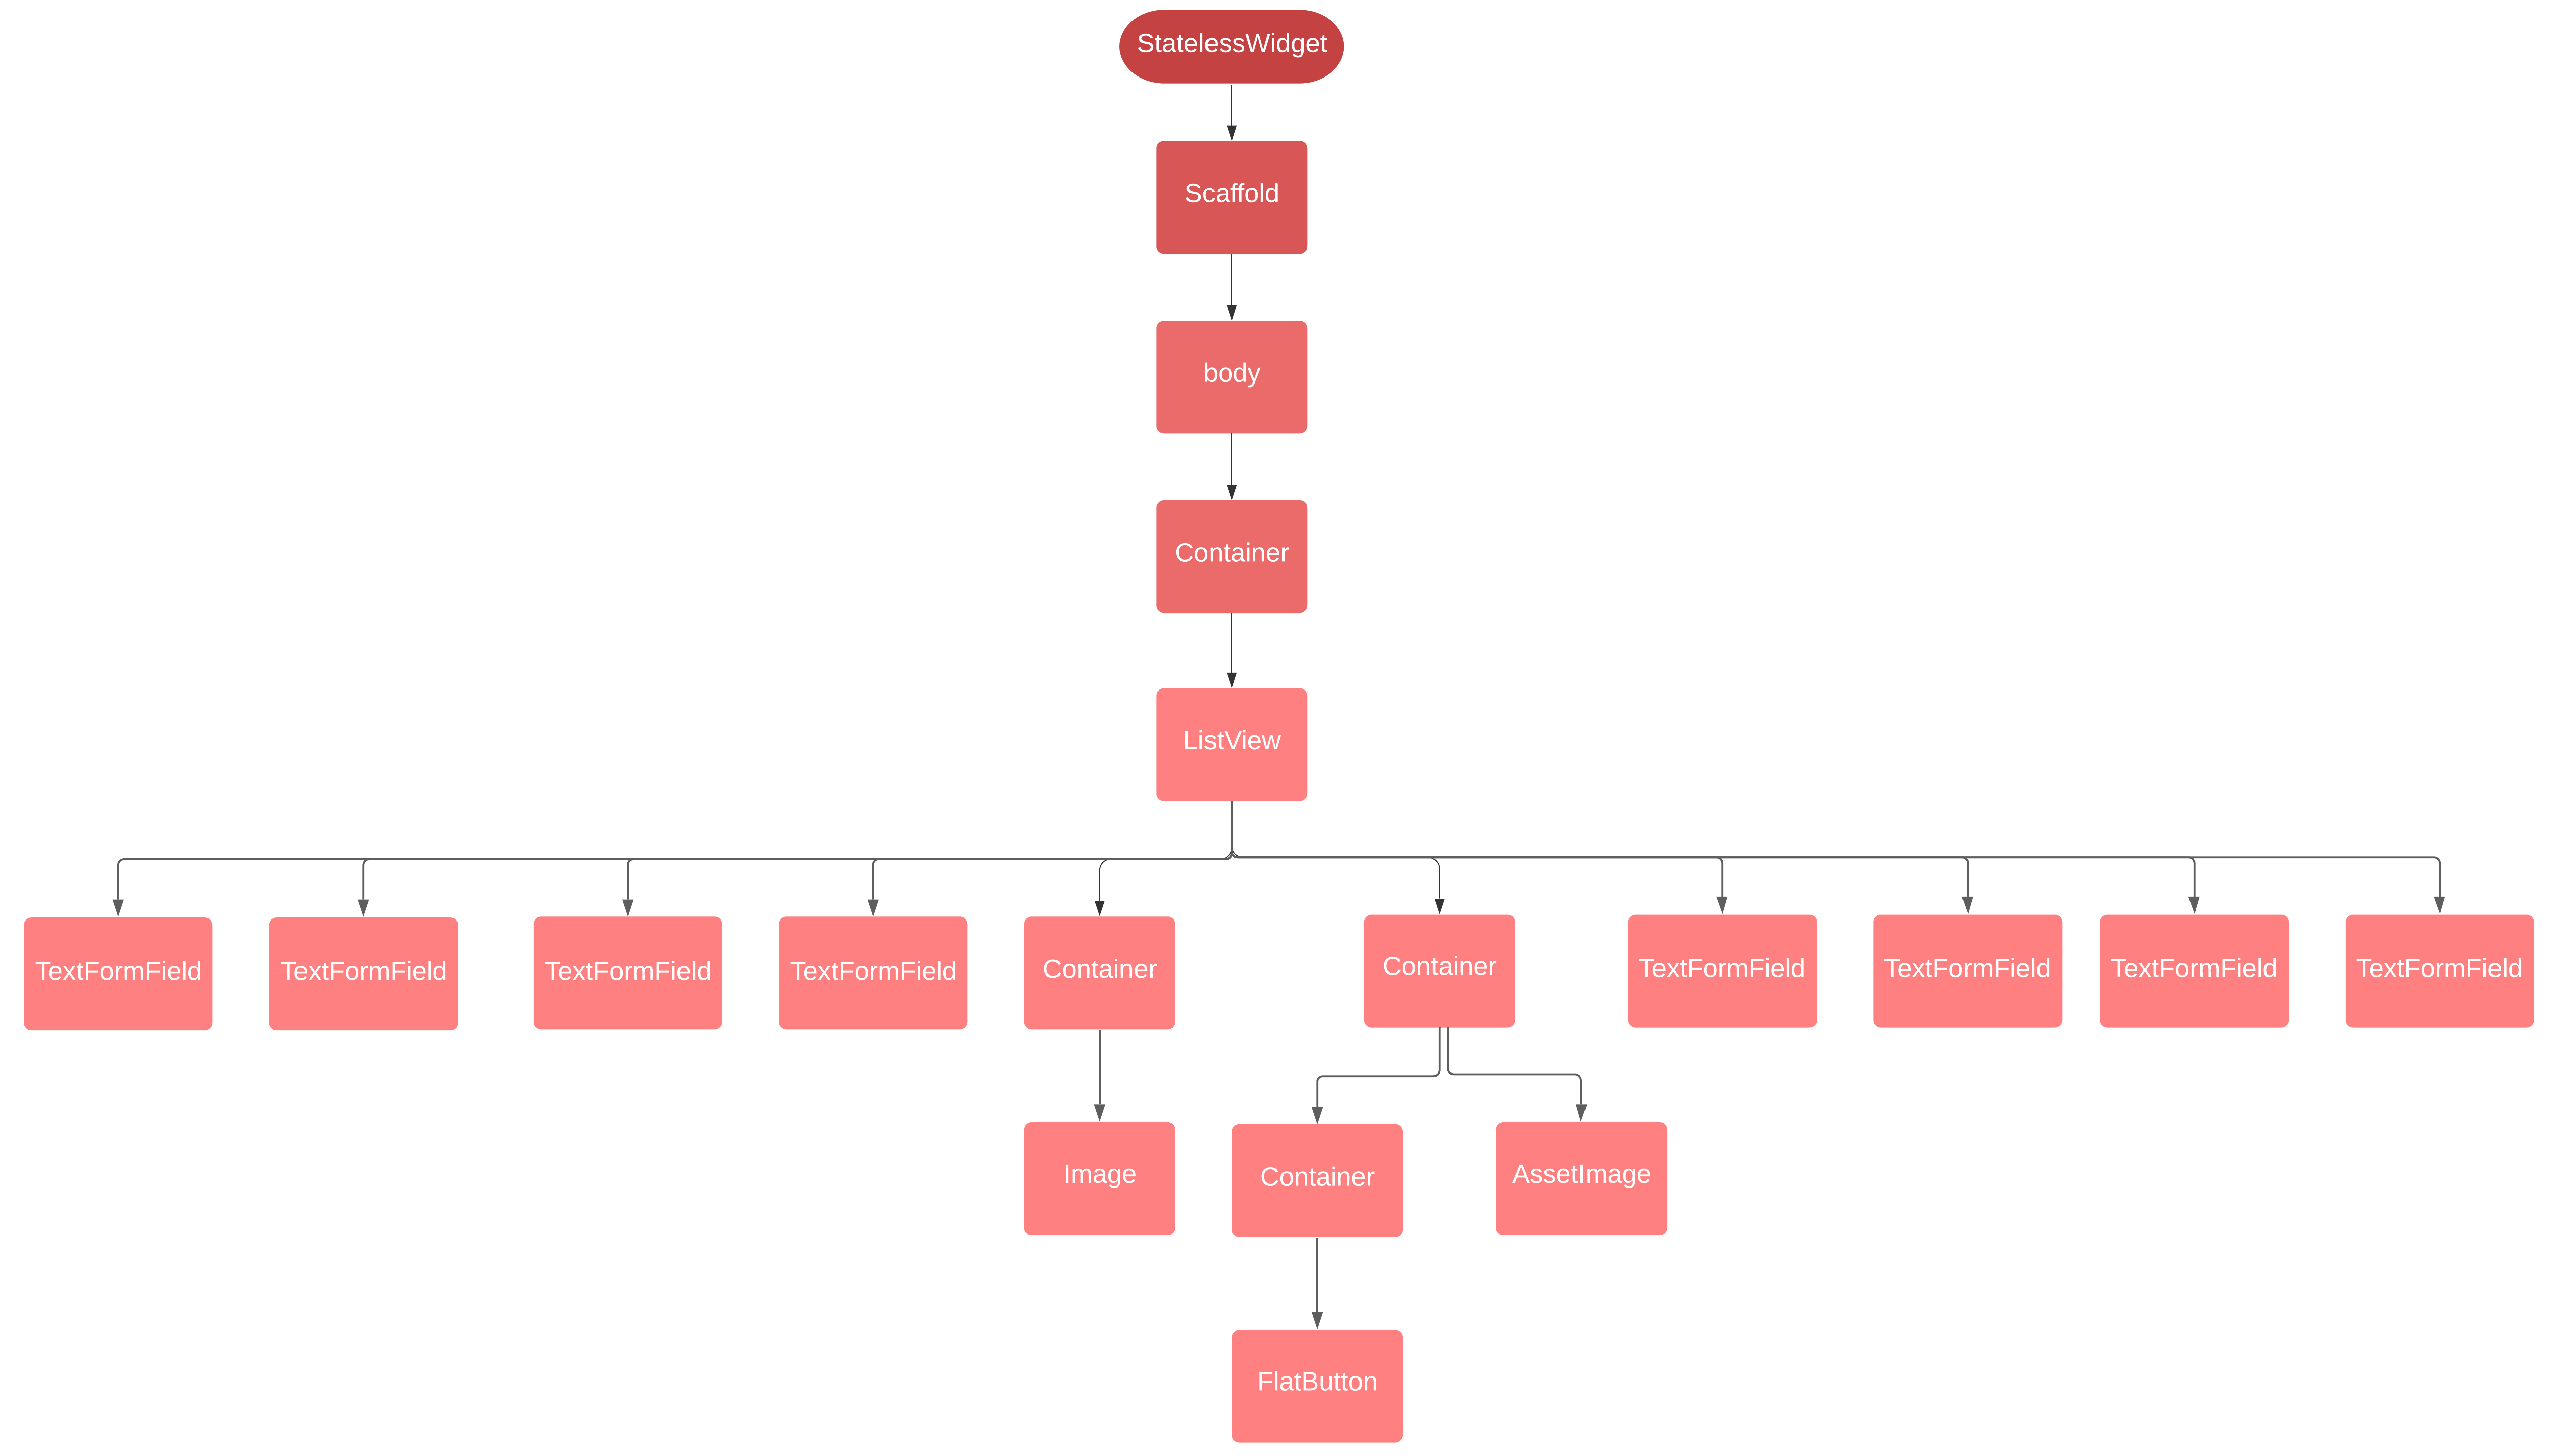 StatelessWidget
Scaffold
body
Container
ListView
TextFormField
TextFormField
TextFormField
TextFormField
Container
Container
TextFormField
TextFormField
TextFormField
TextFormField
Image
Container
AssetImage
FlatButton